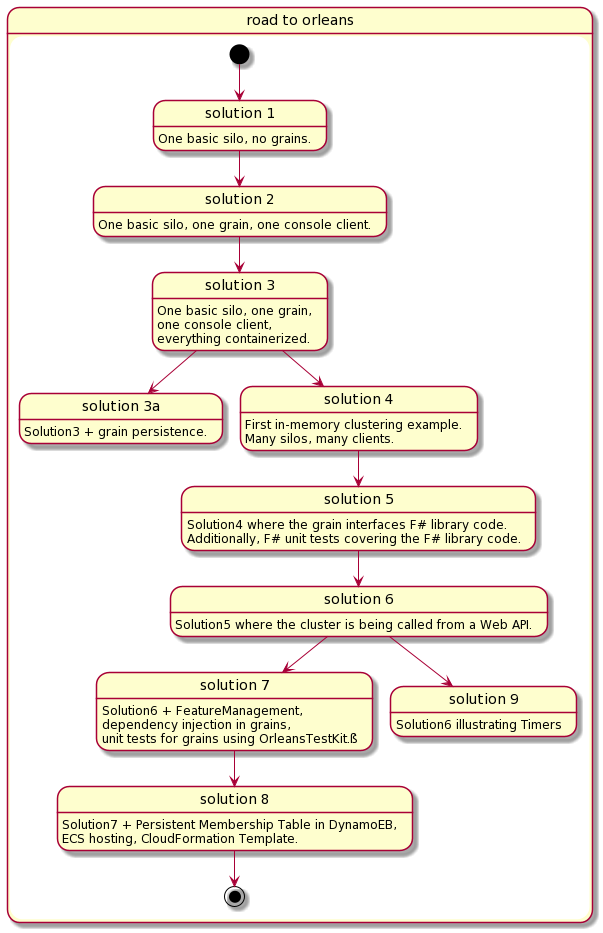 road to orleans
solution 1
One basic silo, no grains.
solution 2
One basic silo, one grain, one console client.
solution 3
One basic silo, one grain,
one console client,
everything containerized.
solution 3a
Solution3 + grain persistence.
solution 4
First in-memory clustering example.
Many silos, many clients.
solution 5
Solution4 where the grain interfaces F# library code.
Additionally, F# unit tests covering the F# library code.
solution 6
Solution5 where the cluster is being called from a Web API.
solution 7
Solution6 + FeatureManagement,
dependency injection in grains,
unit tests for grains using OrleansTestKit.ß
solution 9
Solution6 illustrating Timers
solution 8
Solution7 + Persistent Membership Table in DynamoEB,
ECS hosting, CloudFormation Template.